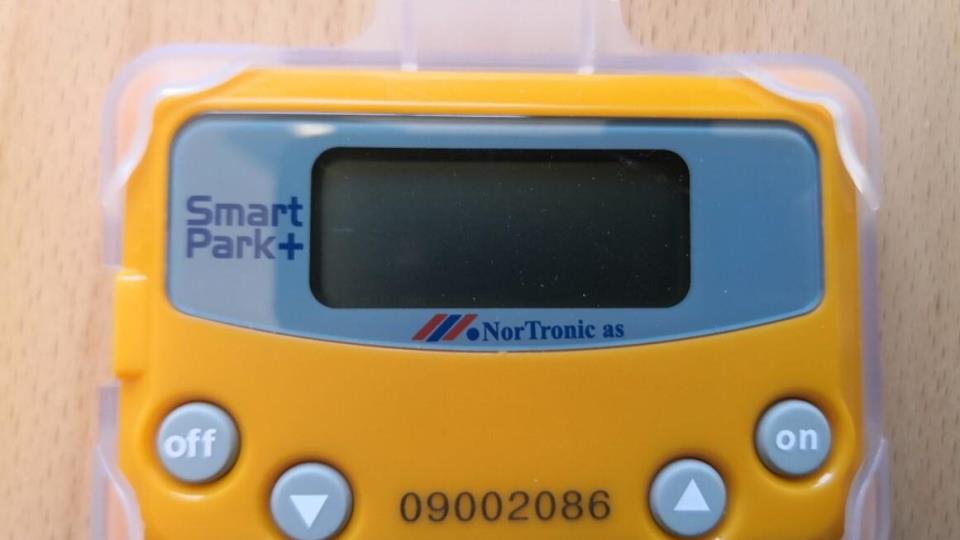 Smart
Park+
NorTronic as
off
on
09002086